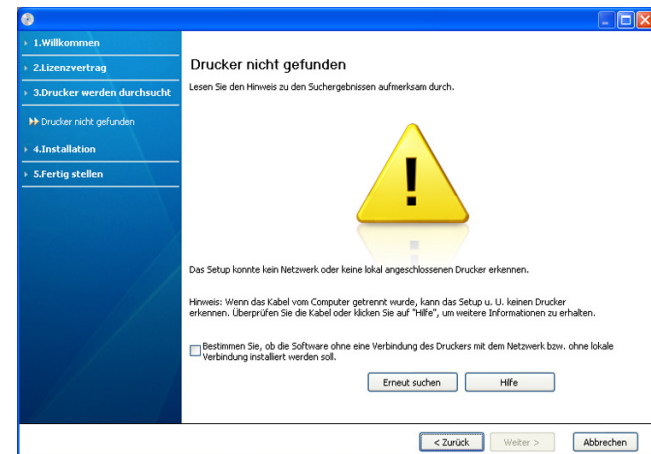 1.Willkommen
2.Lizenzvertrag
3.Drucker werden durchsucht
Drucker nicht gefunden
4.Installation
5.Fertig stellen
Drucker nicht gefunden
Lesen Sie den Hinweis zu den Suchergebnissen aufmerksam durch.
!
Das Setup konnte kein Netzwerk oder keine lokal angeschlossenen Drucker erkennen.
Hinweis: Wenn das Kabel vom Computer getrennt wurde, kann das Setup u. U. keinen Drucker
erkennen. Überprüfen Sie die Kabel oder klicken Sie auf "Hilfe", um weitere Informationen zu erhalten.
Bestimmen Sie, ob die Software ohne eine Verbindung des Druckers mit dem Netzwerk bzw. ohne lokale
Verbindung installiert werden soll.
Erneut suchen Hilfe
< Zurück Weiter > Abbrechen